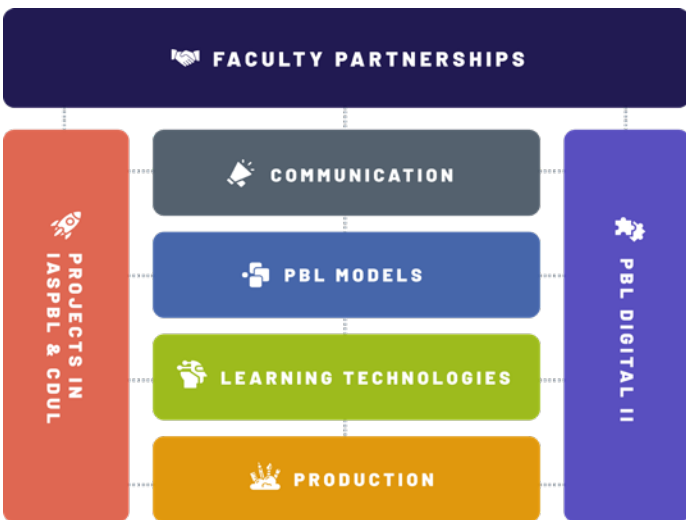 FACULTY PARTNERSHIPS
PROJECTS IN
IASPBL & CDUL
COMMUNICATION
PBL MODELS
LEARNING TECHNOLOGIES
PRODUCTION
PBL DIGITAL II